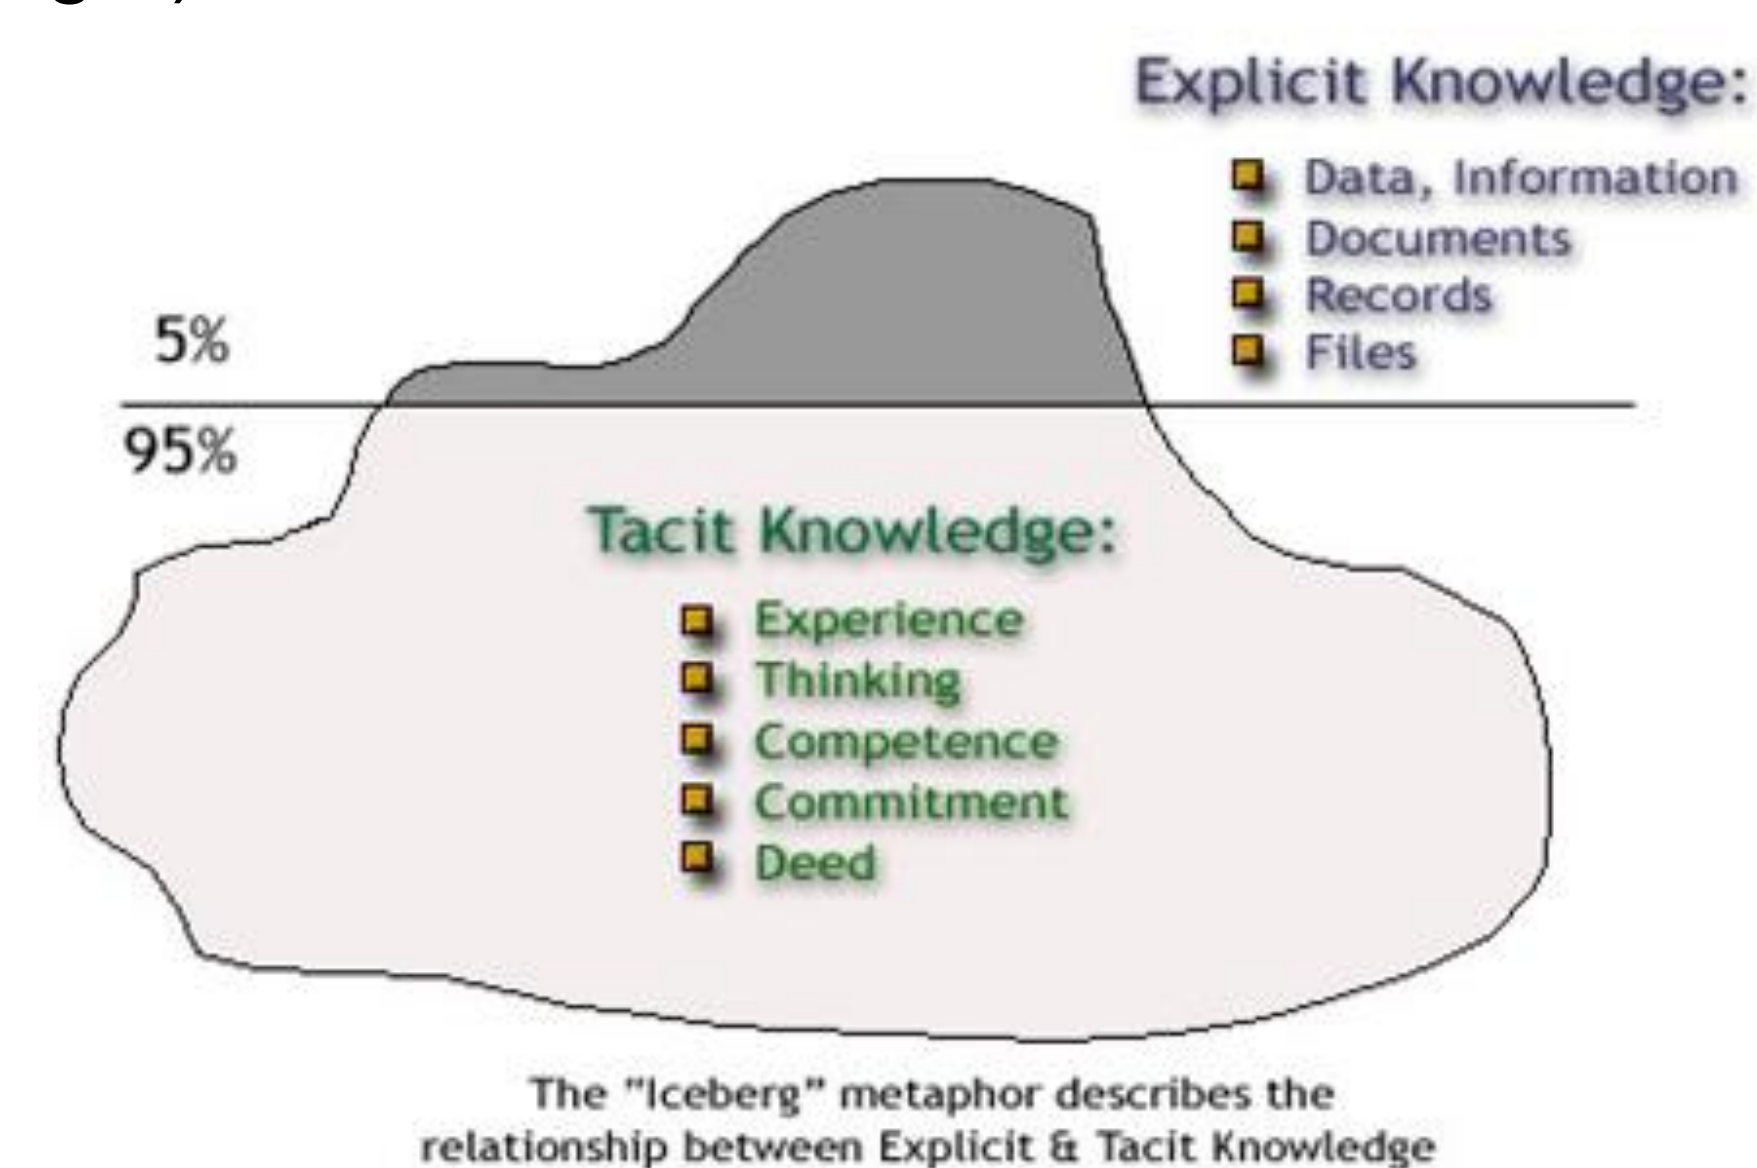 Explicit Knowledge:
Data, Information
Documents
Records
Files
5%
95%
Tacit Knowledge:
Experience
Thinking
Competence
Commitment
Deed
The "Iceberg" metaphor describes the
relationship between Explicit & Tacit Knowledge